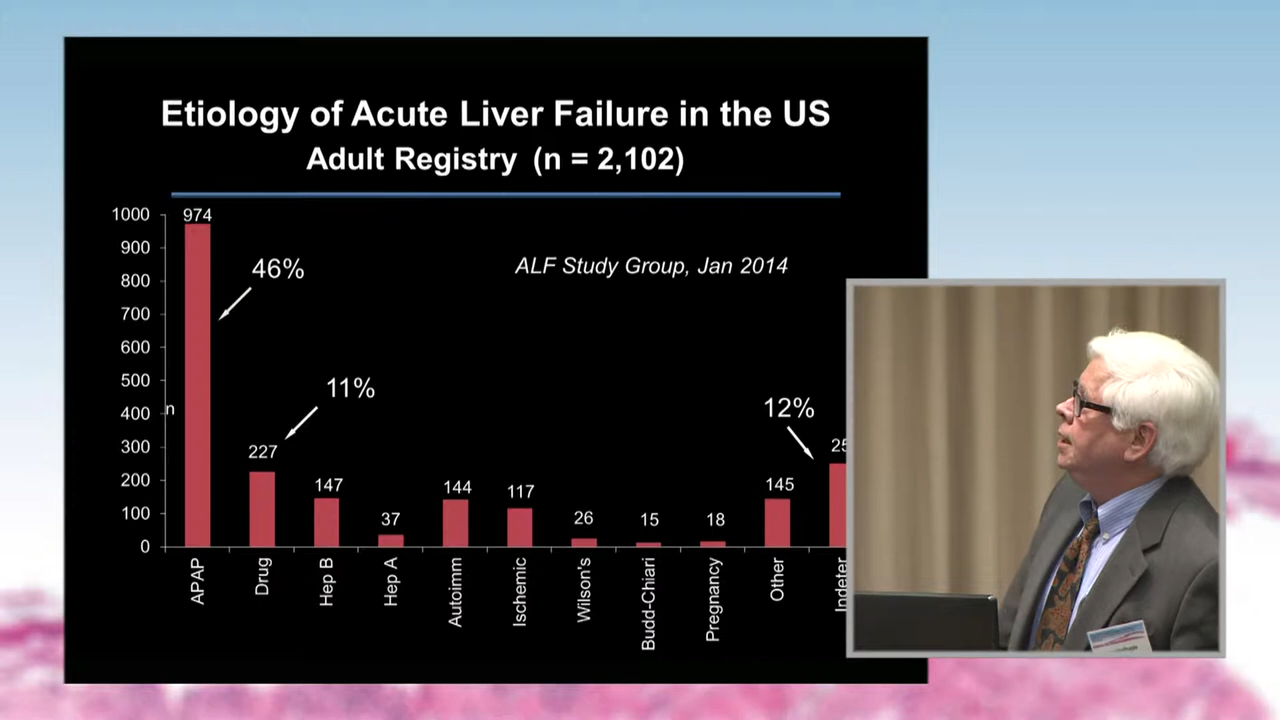 Etiology of Acute Liver Failure in the US
Adult Registry (n = 2,102)
ALF Study Group, Jan 2014
1000
900
800
700
600
500
400
300
200
100
0
n
974
46%
227
11%
147
37
144
117
26
15
18
145
12%
APAP
Drug
Hep B
Hep A
Autoimm
Ischemic
Wilson's
Budd-Chiari
Pregnancy
Other